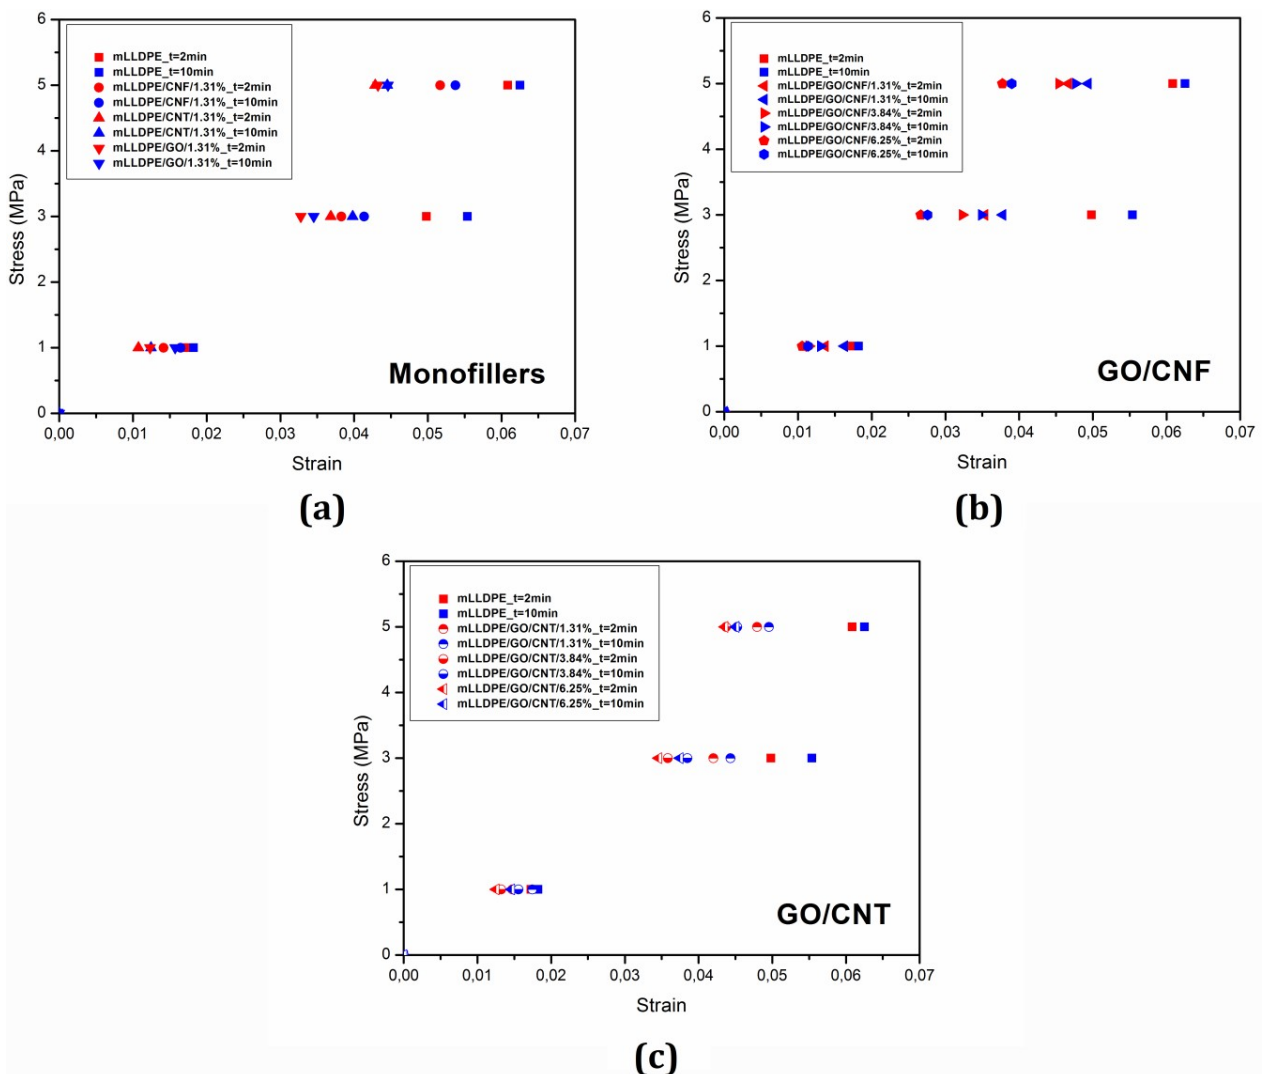 6
5
4
3
2
1
0
Stress (MPa)
mLLDPE_t=2min
mLLDPE_t=10min
mLLDPE/CNF/1.31%_t=2min
mLLDPE/CNF/1.31%_t=10min
mLLDPE/CNT/1.31%_t=2min
mLLDPE/CNT/1.31%_t=10min
mLLDPE/GO/1.31%_t=2min
mLLDPE/GO/1.31%_t=10min
Monofillers
0,00 0,01 0,02 0,03 0,04 0,05 0,06 0,07
Strain
(a)
6
5
4
3
2
1
0
Stress (MPa)
mLLDPE_t=2min
mLLDPE_t=10min
mLLDPE/GO/CNF/1.31%_t=2min
mLLDPE/GO/CNF/1.31%_t=10min
mLLDPE/GO/CNF/3.84%_t=2min
mLLDPE/GO/CNF/3.84%_t=10min
mLLDPE/GO/CNF/6.25%_t=2min
mLLDPE/GO/CNF/6.25%_t=10min
GO/CNF
0,00 0,01 0,02 0,03 0,04 0,05 0,06 0,07
Strain
(b)
6
5
4
3
2
1
0
Stress (MPa)
mLLDPE_t=2min
mLLDPE_t=10min
mLLDPE/GO/CNT/1.31%_t=2min
mLLDPE/GO/CNT/1.31%_t=10min
mLLDPE/GO/CNT/3.84%_t=2min
mLLDPE/GO/CNT/3.84%_t=10min
mLLDPE/GO/CNT/6.25%_t=2min
mLLDPE/GO/CNT/6.25%_t=10min
GO/CNT
0,00 0,01 0,02 0,03 0,04 0,05 0,06 0,07
Strain
(c)